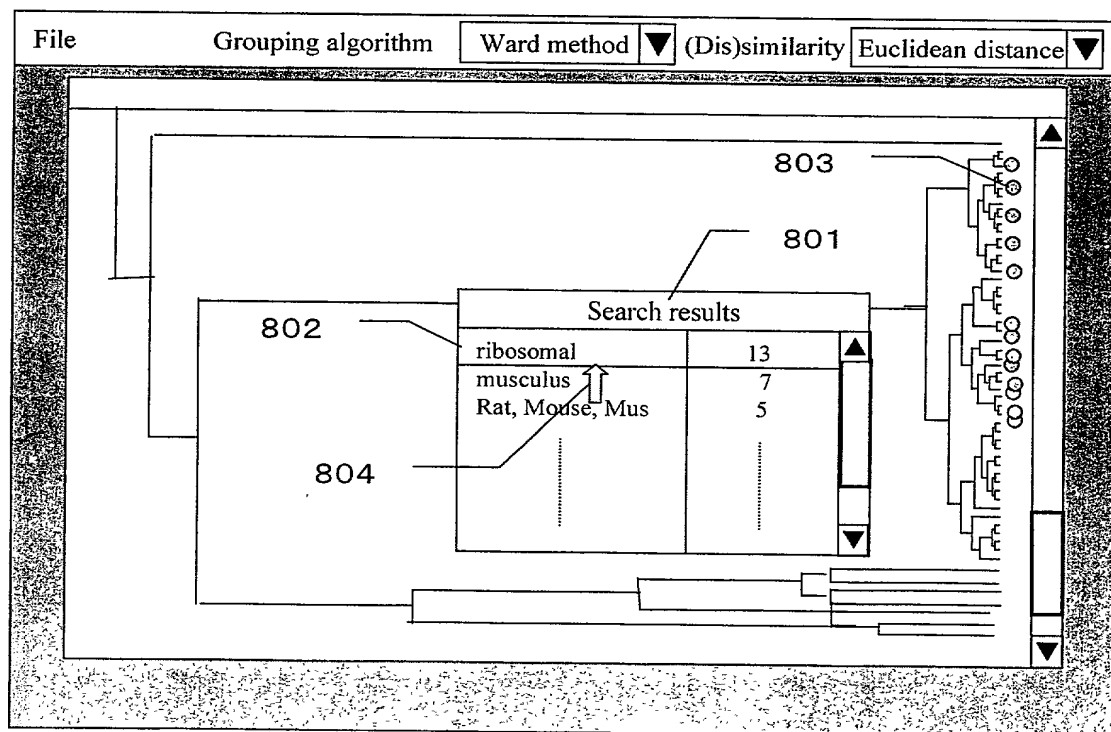 File Grouping algorithm Ward method (Dis)similarity Euclidean distance
803
801
Search results
802
ribosomal 13
musculus 7
Rat, Mouse, Mus 5
804